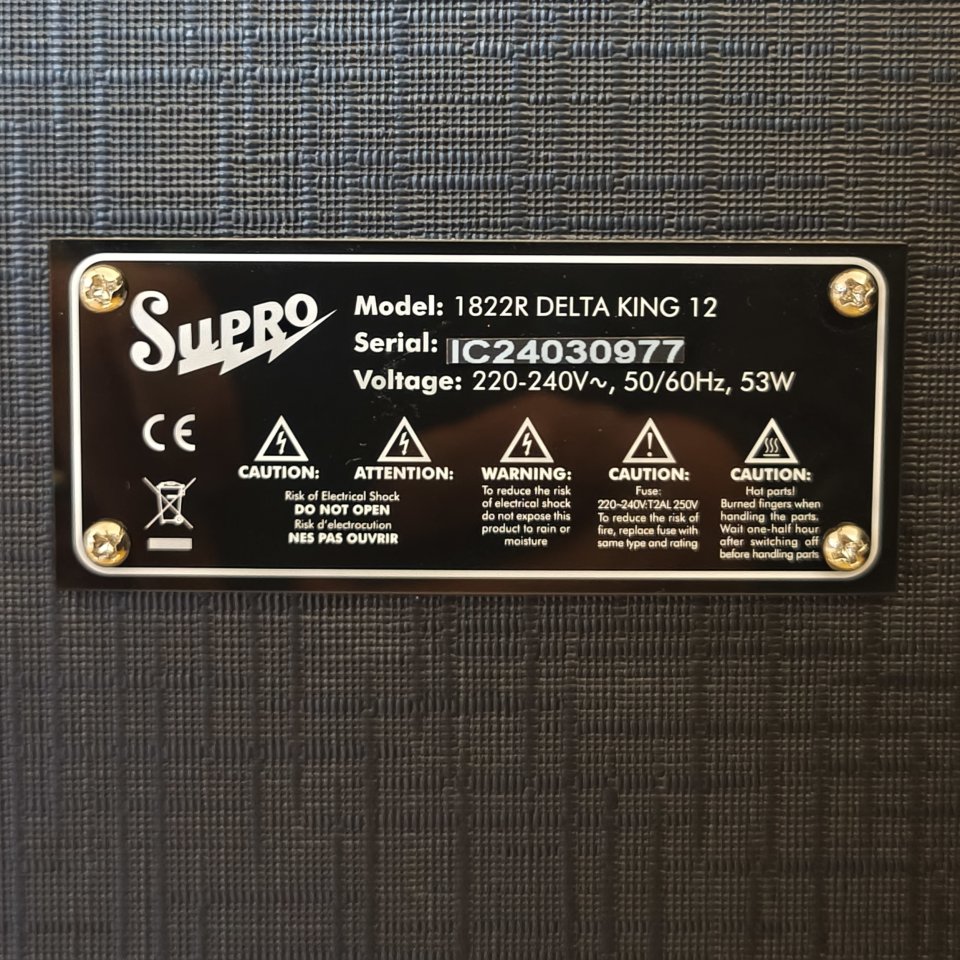 SUPRO
Model: 1822R DELTA KING 12
Serial: IC24030977
Voltage: 220-240V~, 50/60Hz, 53W
CE
CAUTION: ATTENTION:
Risk of Electrical Shock
DO NOT OPEN
Risk d'electrocution
NES PAS OUVRIR
WARNING:
To reduce the risk
of electrical shock
do not expose this
product to rain or
moisture
CAUTION:
Fuse:
220-240V:T2AL 250V
To reduce the risk of
fire, replace fuse with
same type and rating
CAUTION:
Hot parts!
Burned fingers when
handling the parts.
Wait one-half hour
after switching off
before handling parts